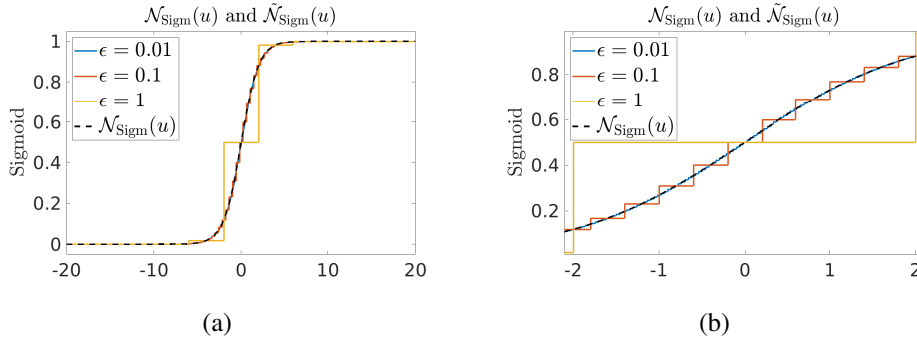 𝒩_Sigm(u) and 𝒩̃_Sigm(u)
Sigmoid
1
0.8
0.6
0.4
0.2
0
ϵ = 0.01
ϵ = 0.1
ϵ = 1
𝒩_Sigm(u)
-20
-10
0
10
20
(a)
𝒩_Sigm(u) and 𝒩̃_Sigm(u)
Sigmoid
0.8
0.6
0.4
0.2
ϵ = 0.01
ϵ = 0.1
ϵ = 1
𝒩_Sigm(u)
-2
-1
0
1
2
(b)